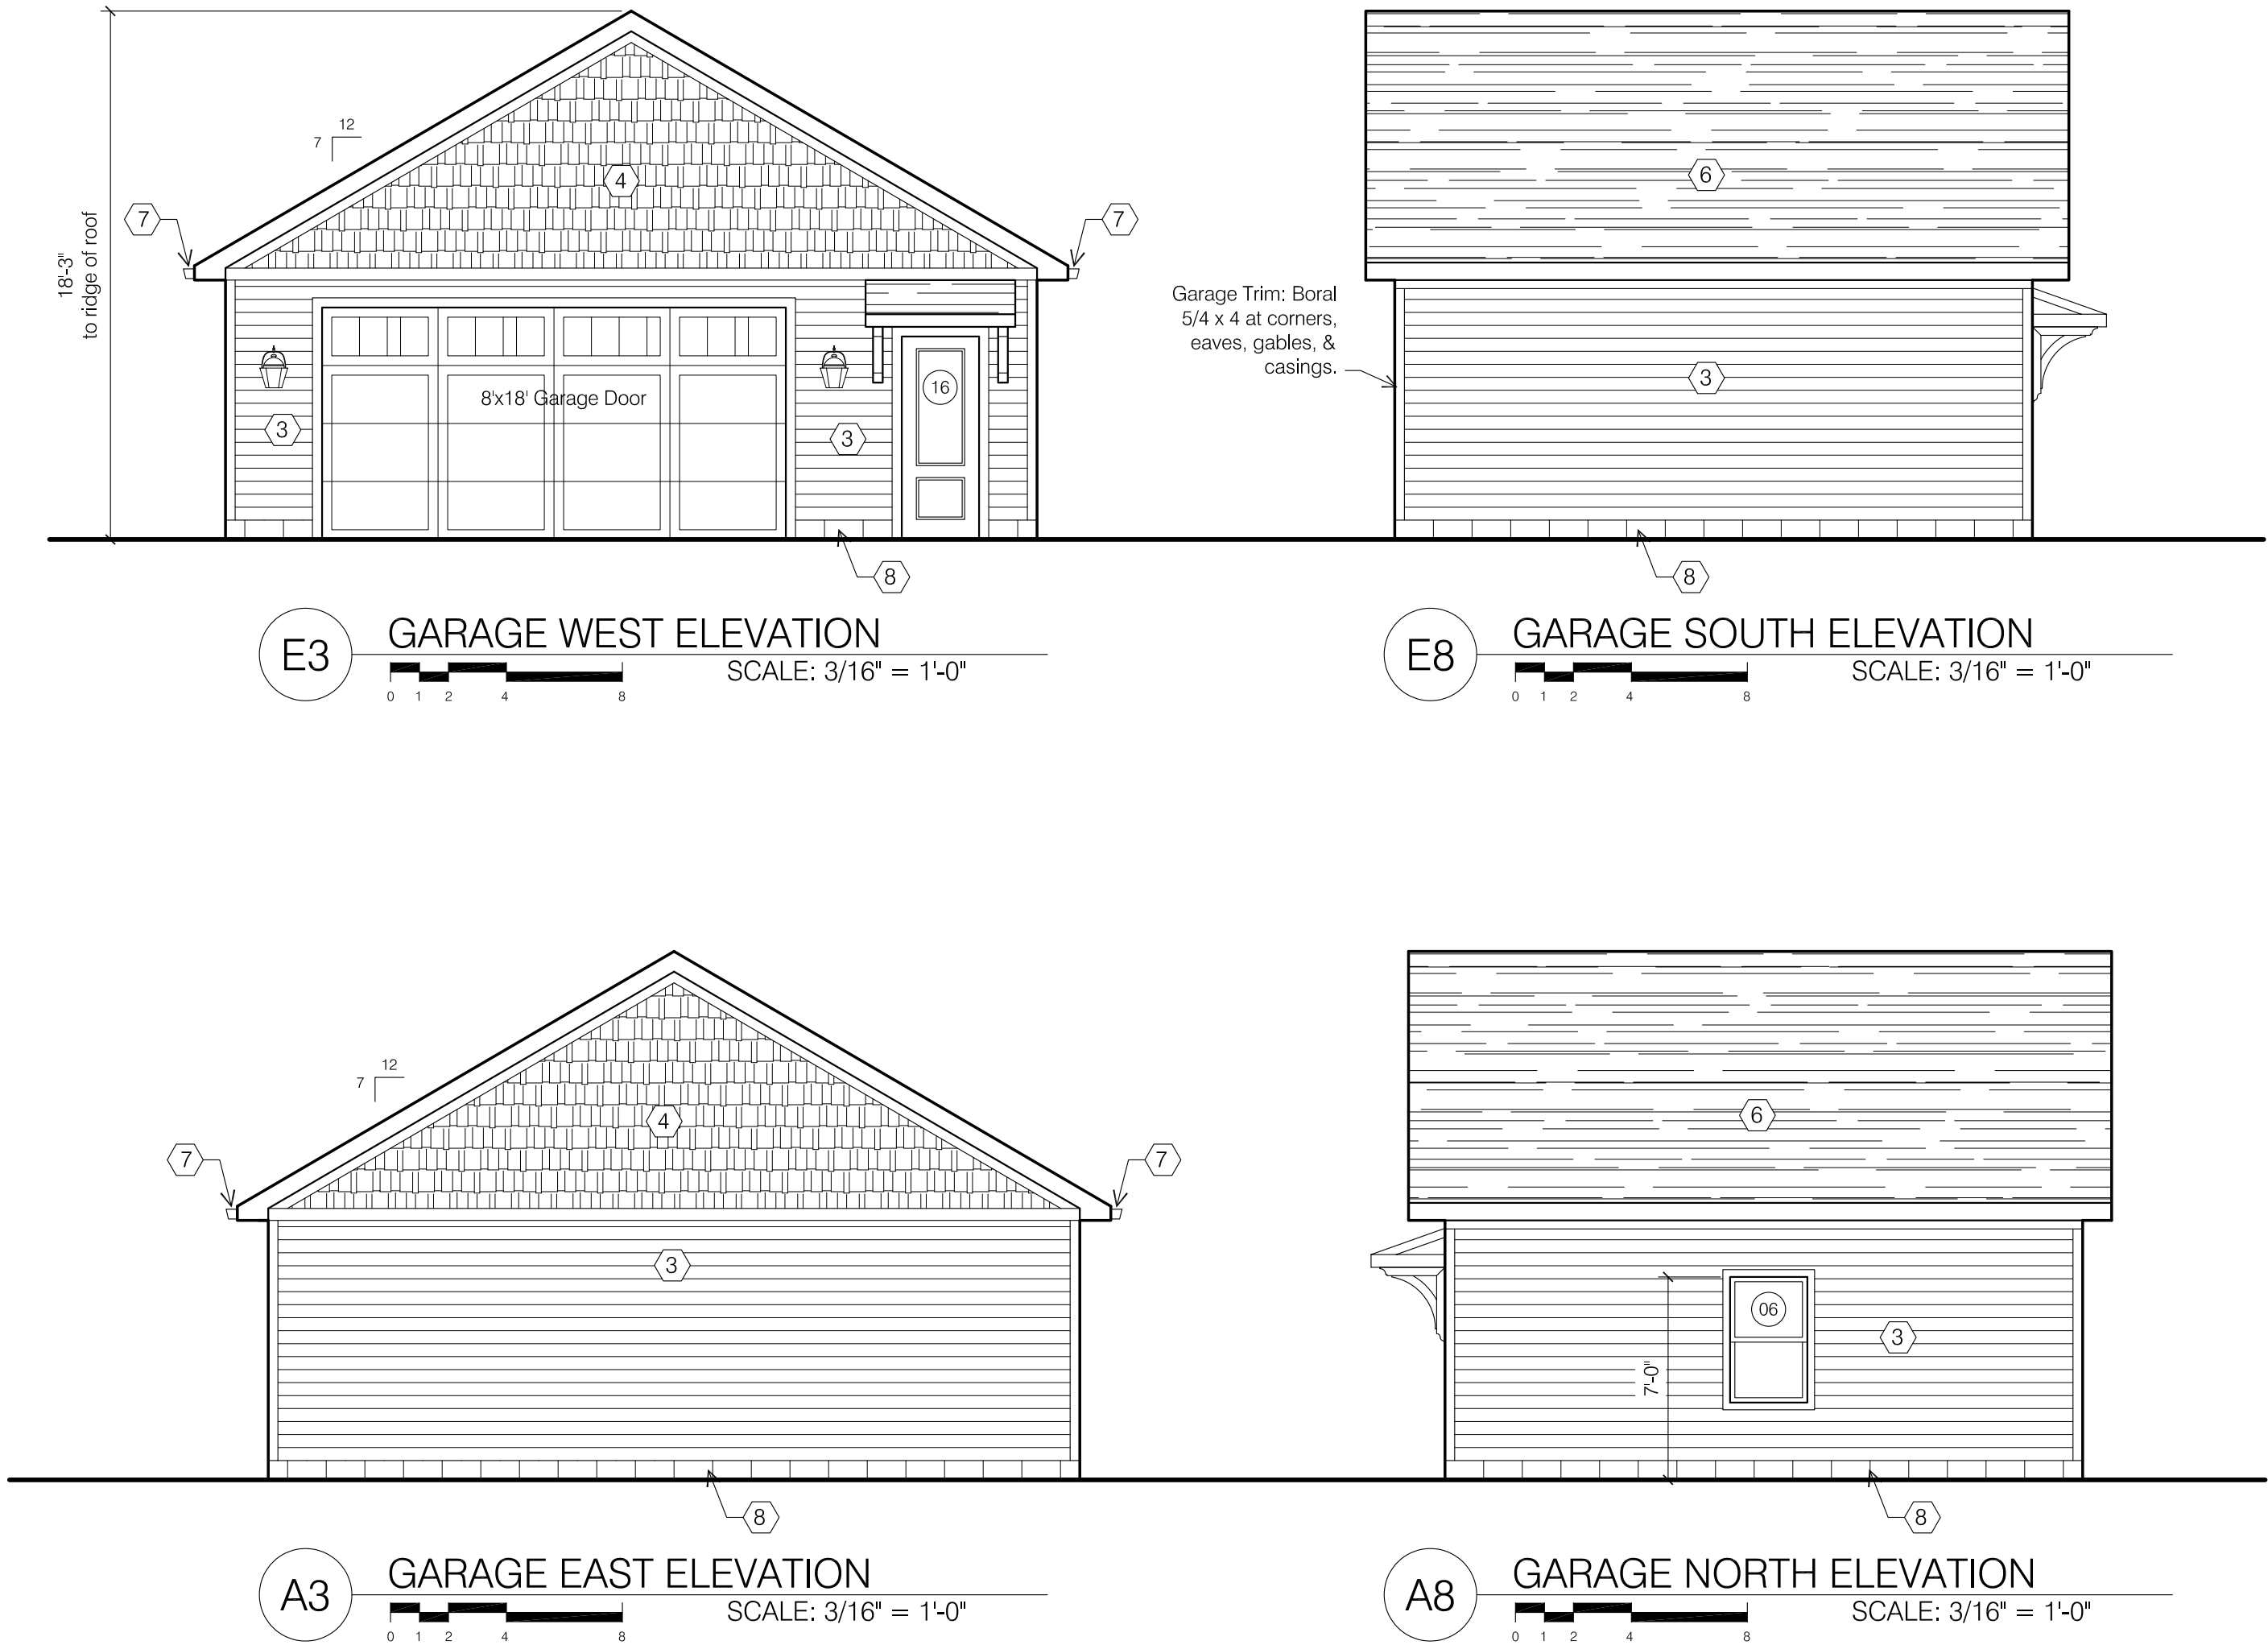 12
7
4
7
7
18'-3"
to ridge of roof
8'x18' Garage Door
16
3
3
8
E3
GARAGE WEST ELEVATION
SCALE: 3/16" = 1'-0"
0 1 2 4 8
6
Garage Trim: Boral
5/4 x 4 at corners,
eaves, gables, &
casings.
3
8
E8
GARAGE SOUTH ELEVATION
SCALE: 3/16" = 1'-0"
0 1 2 4 8
12
7
4
7
7
3
8
A3
GARAGE EAST ELEVATION
SCALE: 3/16" = 1'-0"
0 1 2 4 8
6
06
3
7'-0"
8
A8
GARAGE NORTH ELEVATION
SCALE: 3/16" = 1'-0"
0 1 2 4 8